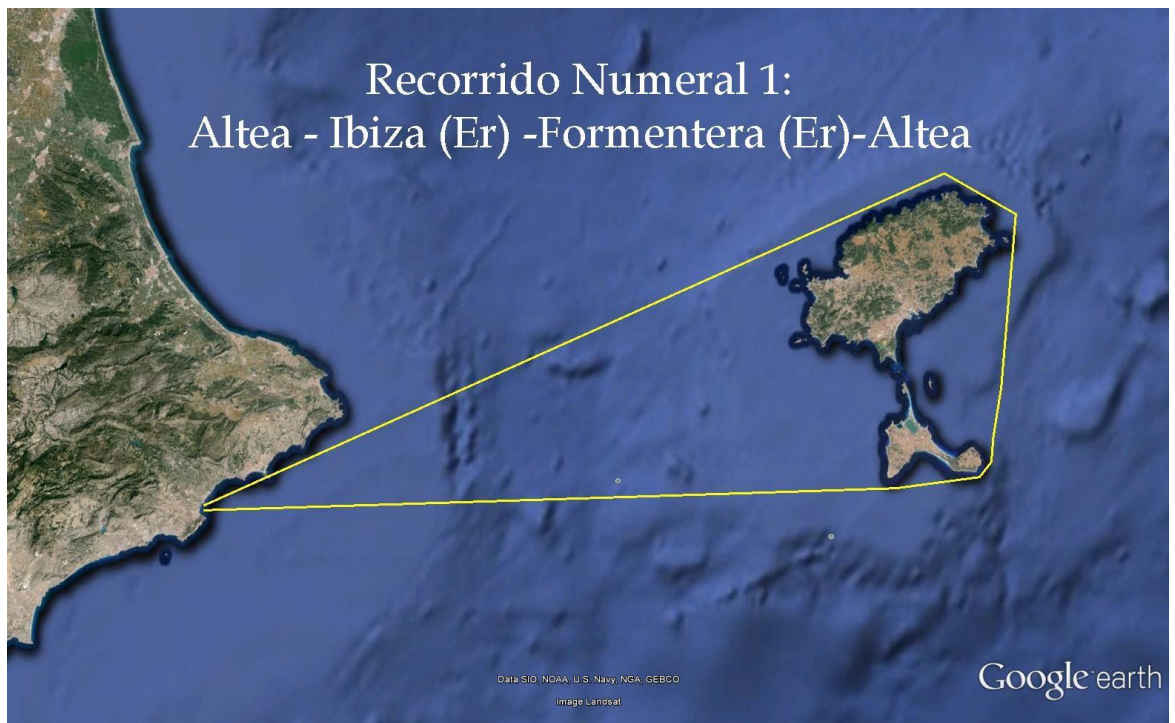 Recorrido Numeral 1:
Altea - Ibiza (Er) -Formentera (Er)-Altea
Data SIO, NOAA, U.S. Navy, NGA, GEBCO
Image Landsat
Google earth